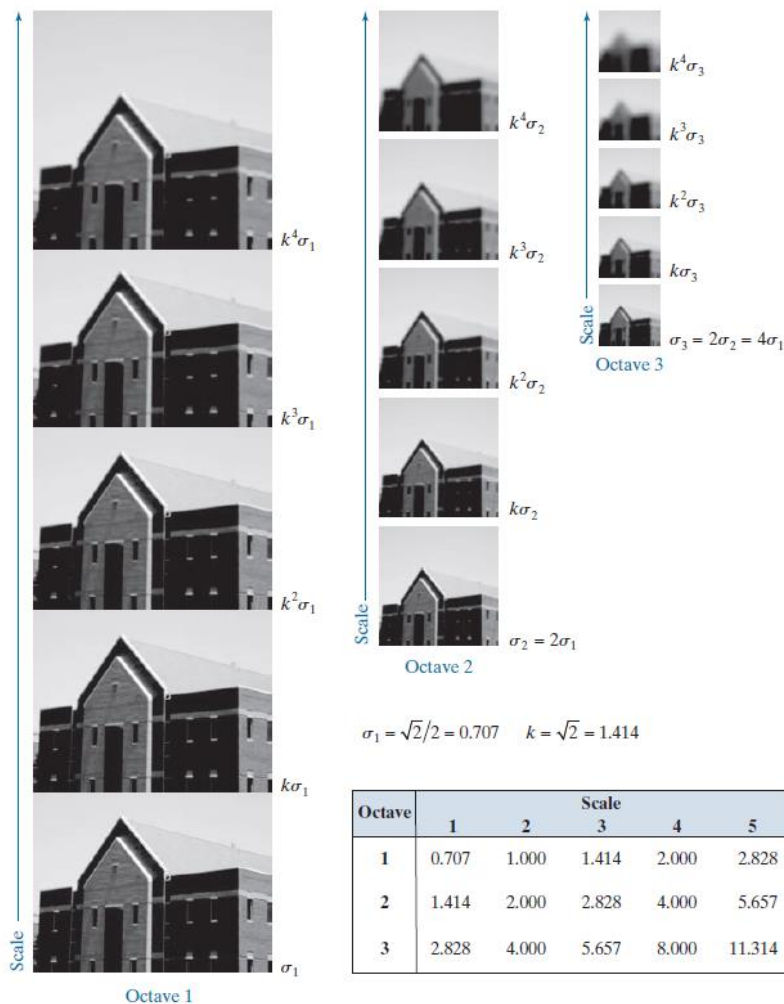 k⁴σ₁
k³σ₁
k²σ₁
kσ₁
σ₁
Scale
Octave 1
k⁴σ₂
k³σ₂
k²σ₂
kσ₂
σ₂ = 2σ₁
Scale
Octave 2
k⁴σ₃
k³σ₃
k²σ₃
kσ₃
σ₃ = 2σ₂ = 4σ₁
Scale
Octave 3
σ₁ = √2/2 = 0.707 k = √2 = 1.414
Octave Scale
1 2 3 4 5
1 0.707 1.000 1.414 2.000 2.828
2 1.414 2.000 2.828 4.000 5.657
3 2.828 4.000 5.657 8.000 11.314